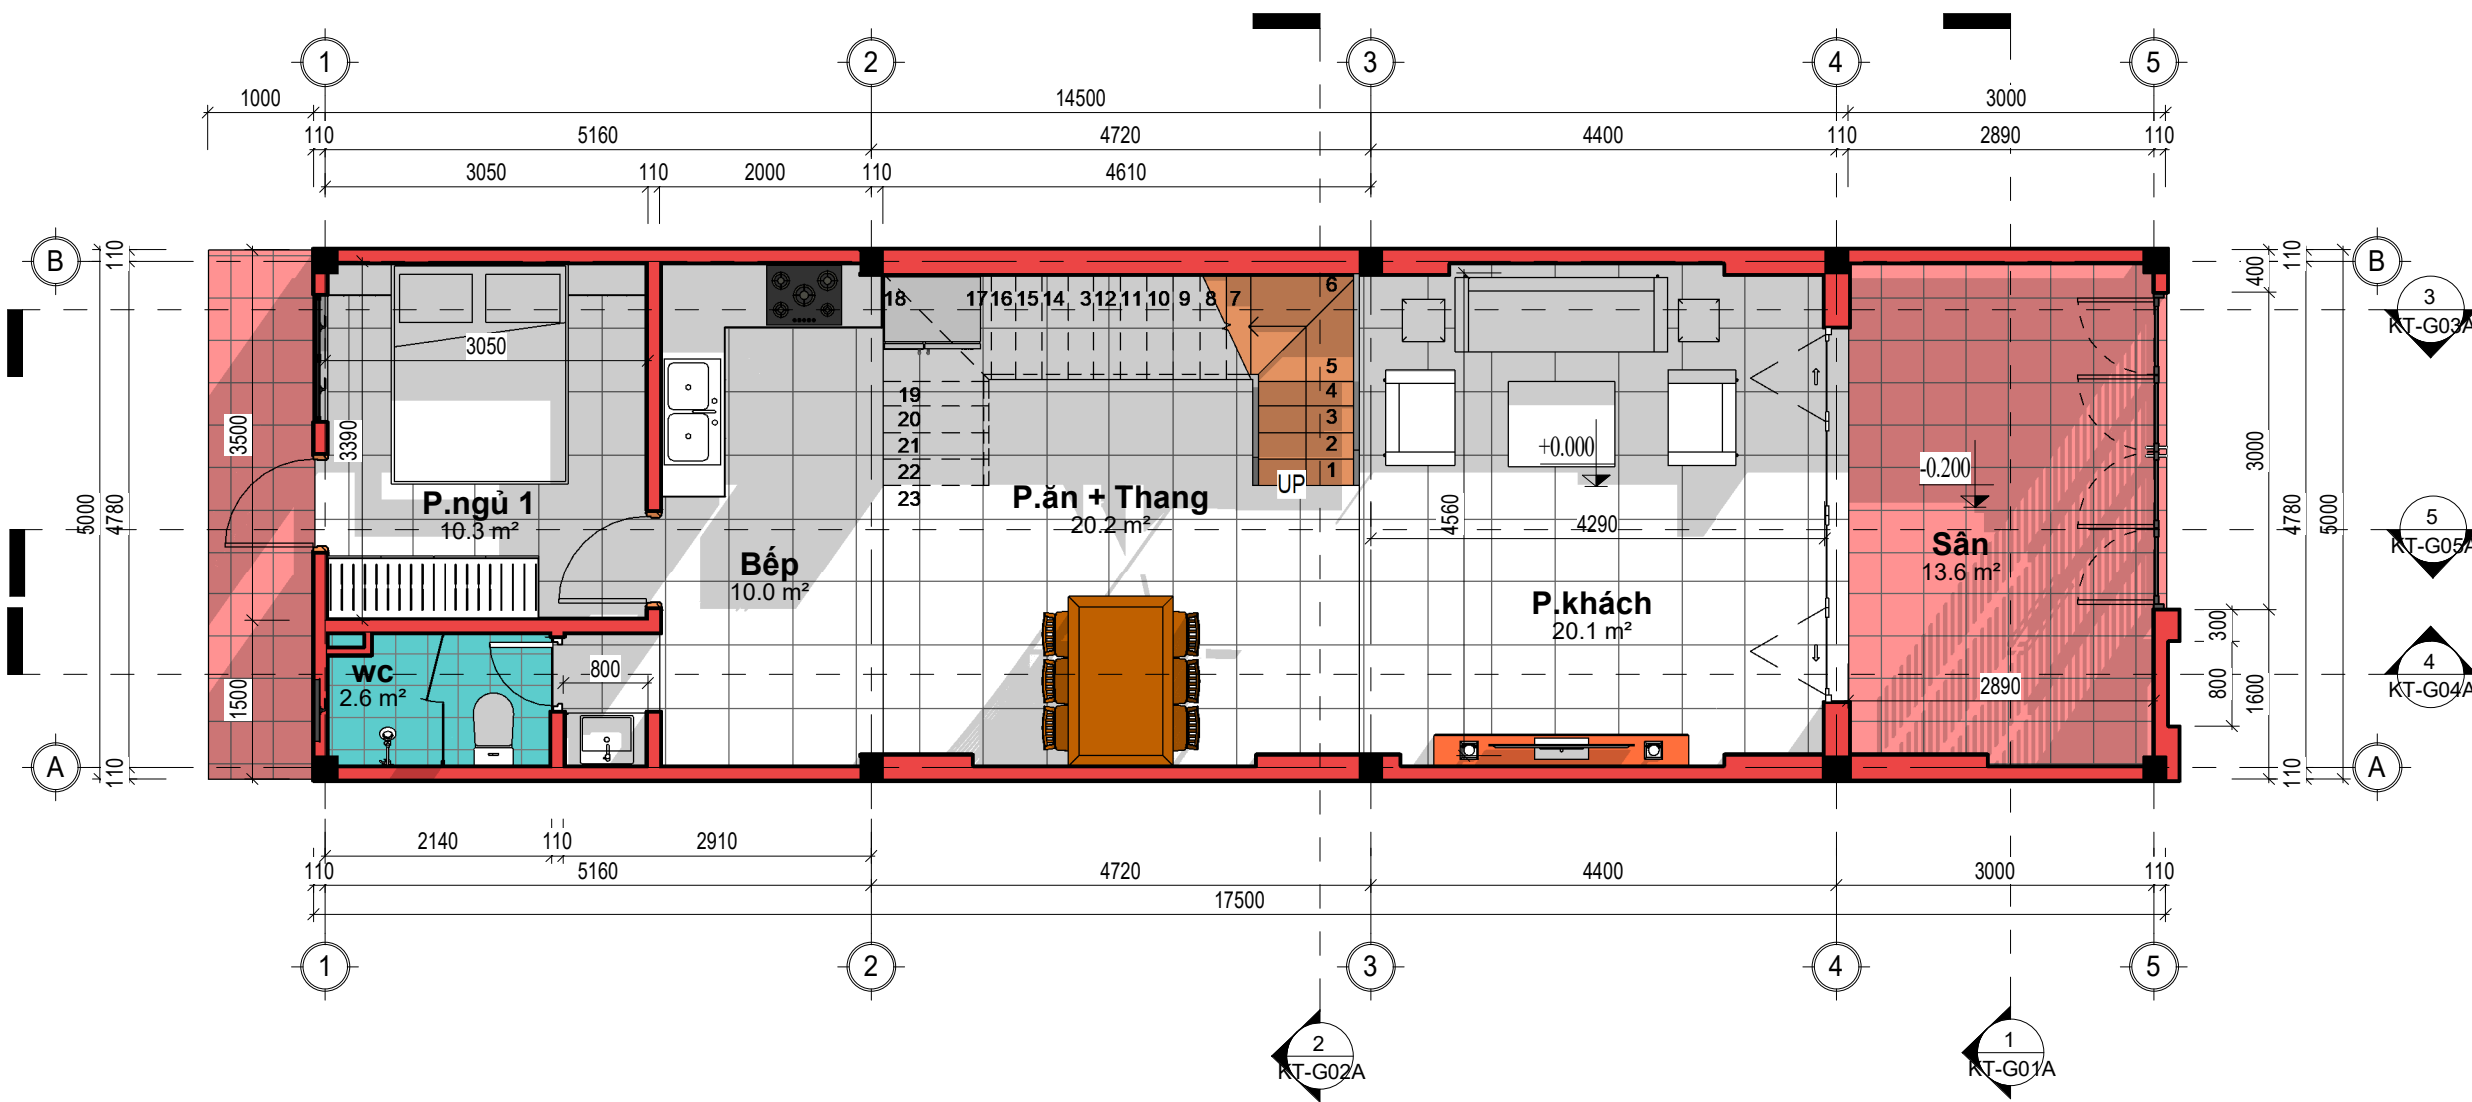 1 2 3 4 5
1000 14500 3000
110 5160 4720 4400 110 2890 110
3050 110 2000 110 4610
B 110 400 110 B
18 17 16 15 14 3 12 11 10 9 8 7 6
3
KT-G03A
3050
5
19 4
20 3
21 2
22 1
23 UP
+0.000
-0.200
3500 3390 4560 3000
5000 4780 4780 5000
P.ngủ 1
10.3 m²
P.ăn + Thang
20.2 m²
4290
5
KT-G05A
Bếp
10.0 m²
Sân
13.6 m²
P.khách
20.1 m²
300
wc
2.6 m²
800
2890
4
KT-G04A
1500 800 1600
A 110 110 A
2140 110 2910
110 5160 4720 4400 3000 110
17500
1 2 3 4 5
2
KT-G02A
1
KT-G01A